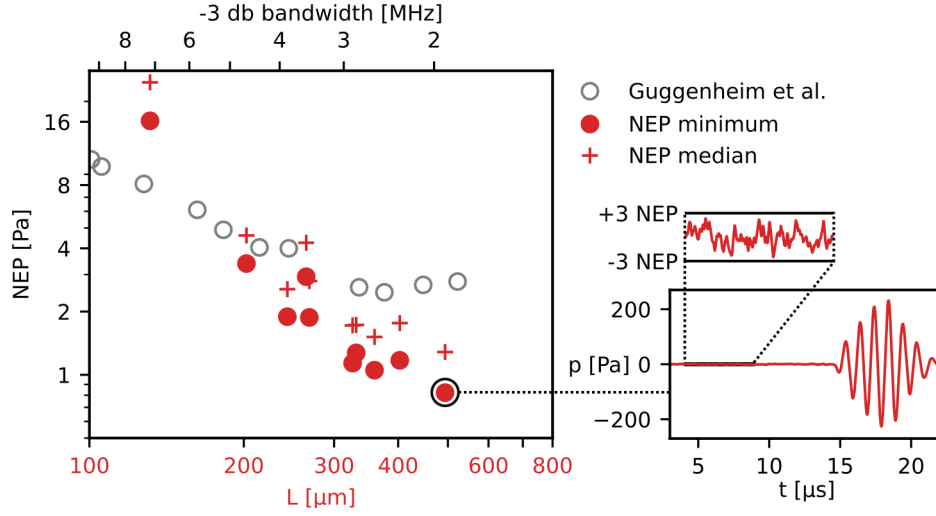 -3 db bandwidth [MHz]
8 6 5 4 3 2
16
8
4
2
1
NEP [Pa]
100 200 300 400 500 800
L [μm]
Guggenheim et al.
NEP minimum
NEP median
+3 NEP
-3 NEP
200
p [Pa] 0
−200
5 10 15 20
t [μs]